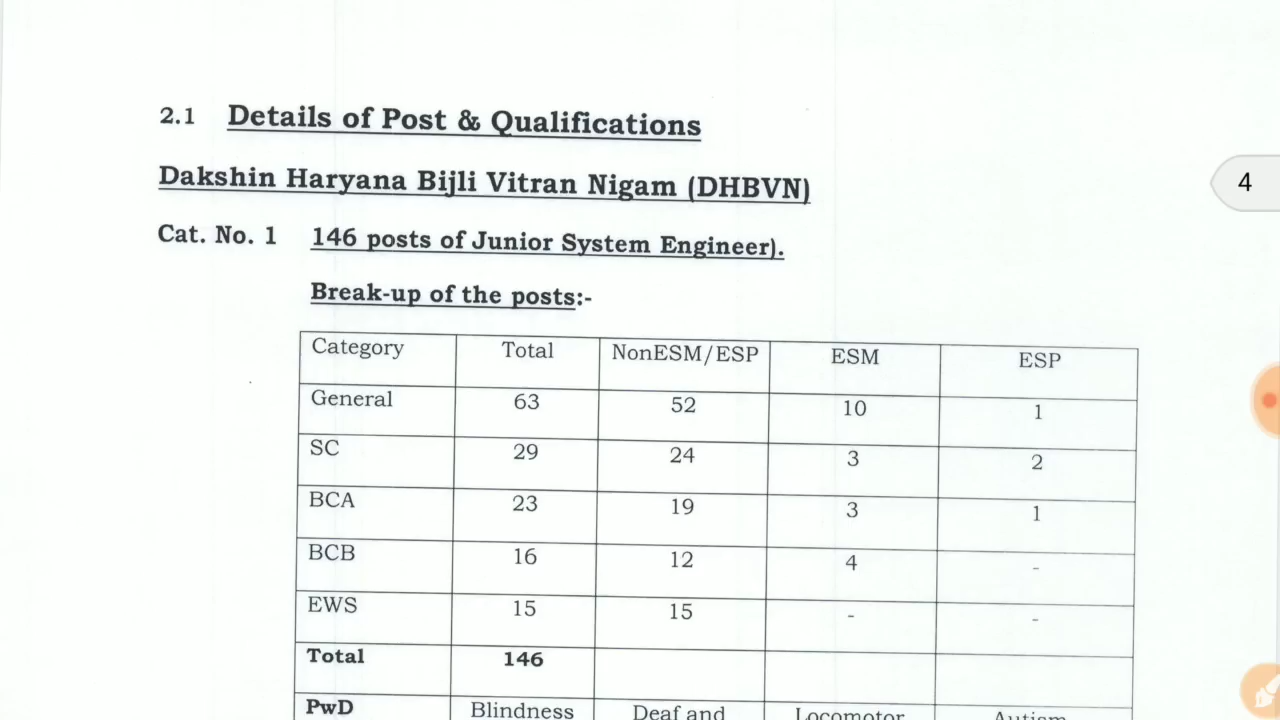 2.1 Details of Post & Qualifications
Dakshin Haryana Bijli Vitran Nigam (DHBVN)
4
Cat. No. 1 146 posts of Junior System Engineer).
Break-up of the posts:-
Category Total NonESM/ESP ESM ESP
General 63 52 10 1
SC 29 24 3 2
BCA 23 19 3 1
BCB 16 12 4 -
EWS 15 15 - -
Total 146
PwD Blindness Deaf and Locomotor Autism